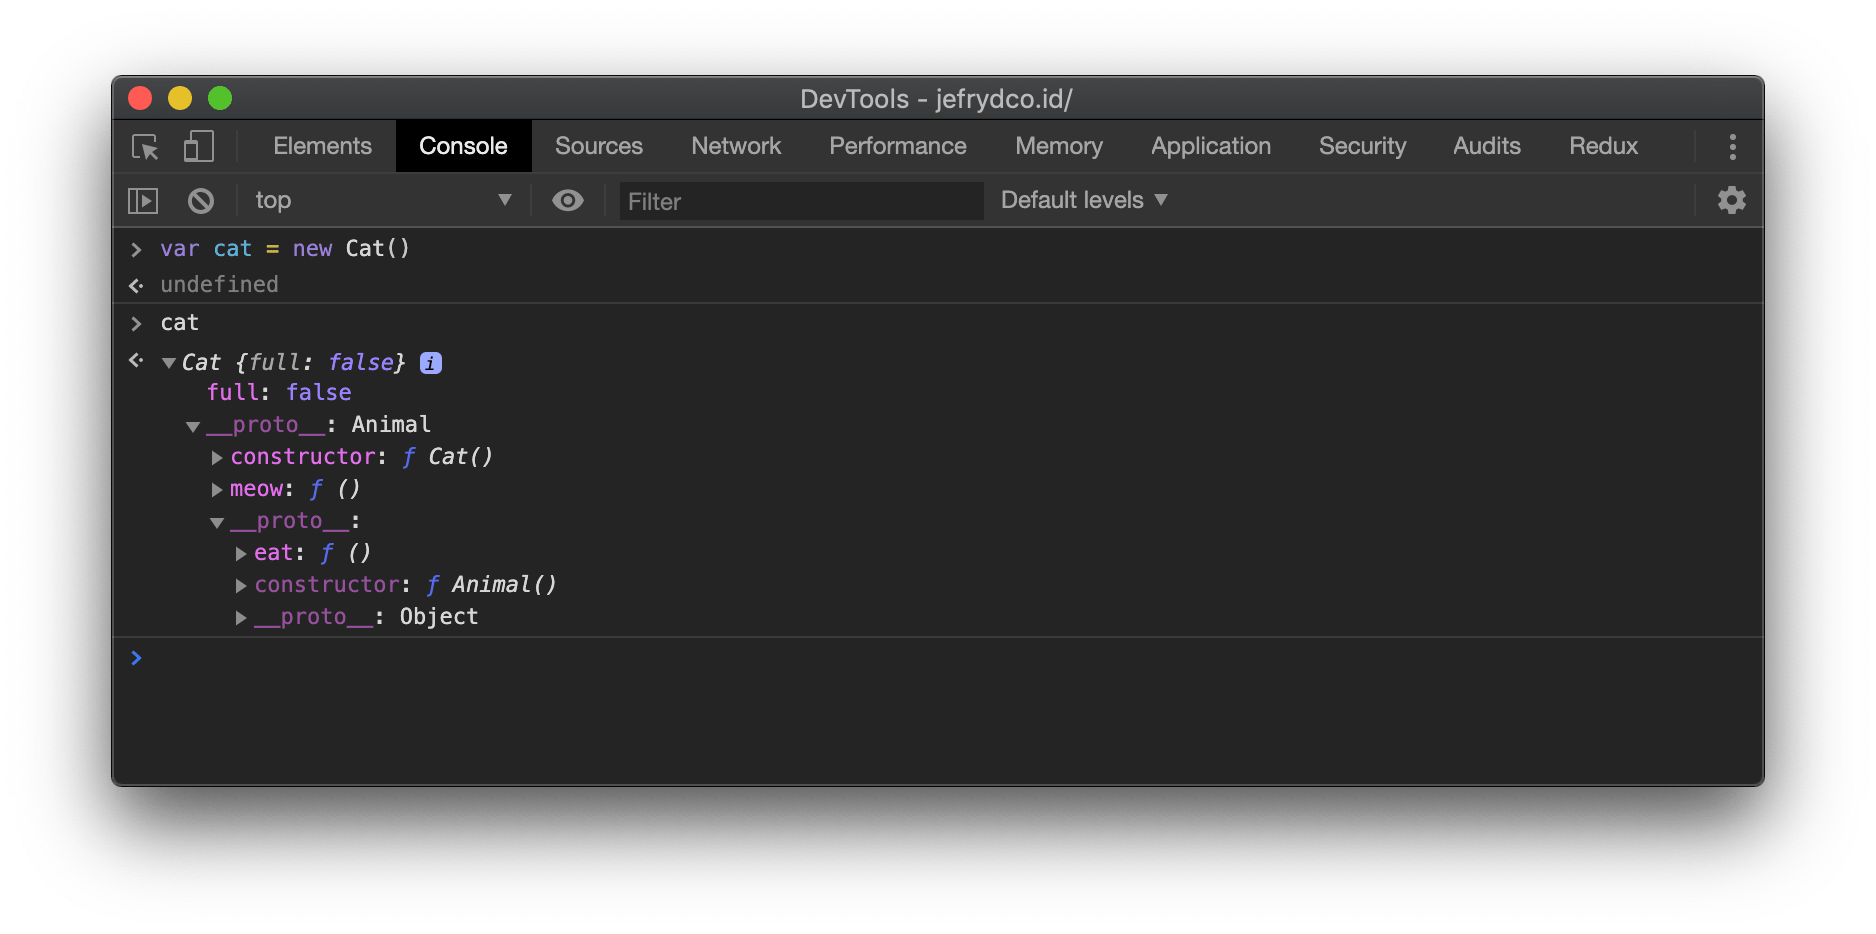 DevTools - jefrydco.id/
Elements Console Sources Network Performance Memory Application Security Audits Redux
top Filter Default levels
var cat = new Cat()
undefined
cat
Cat {full: false} i
full: false
__proto__: Animal
constructor: ƒ Cat()
meow: ƒ ()
__proto__:
eat: ƒ ()
constructor: ƒ Animal()
__proto__: Object